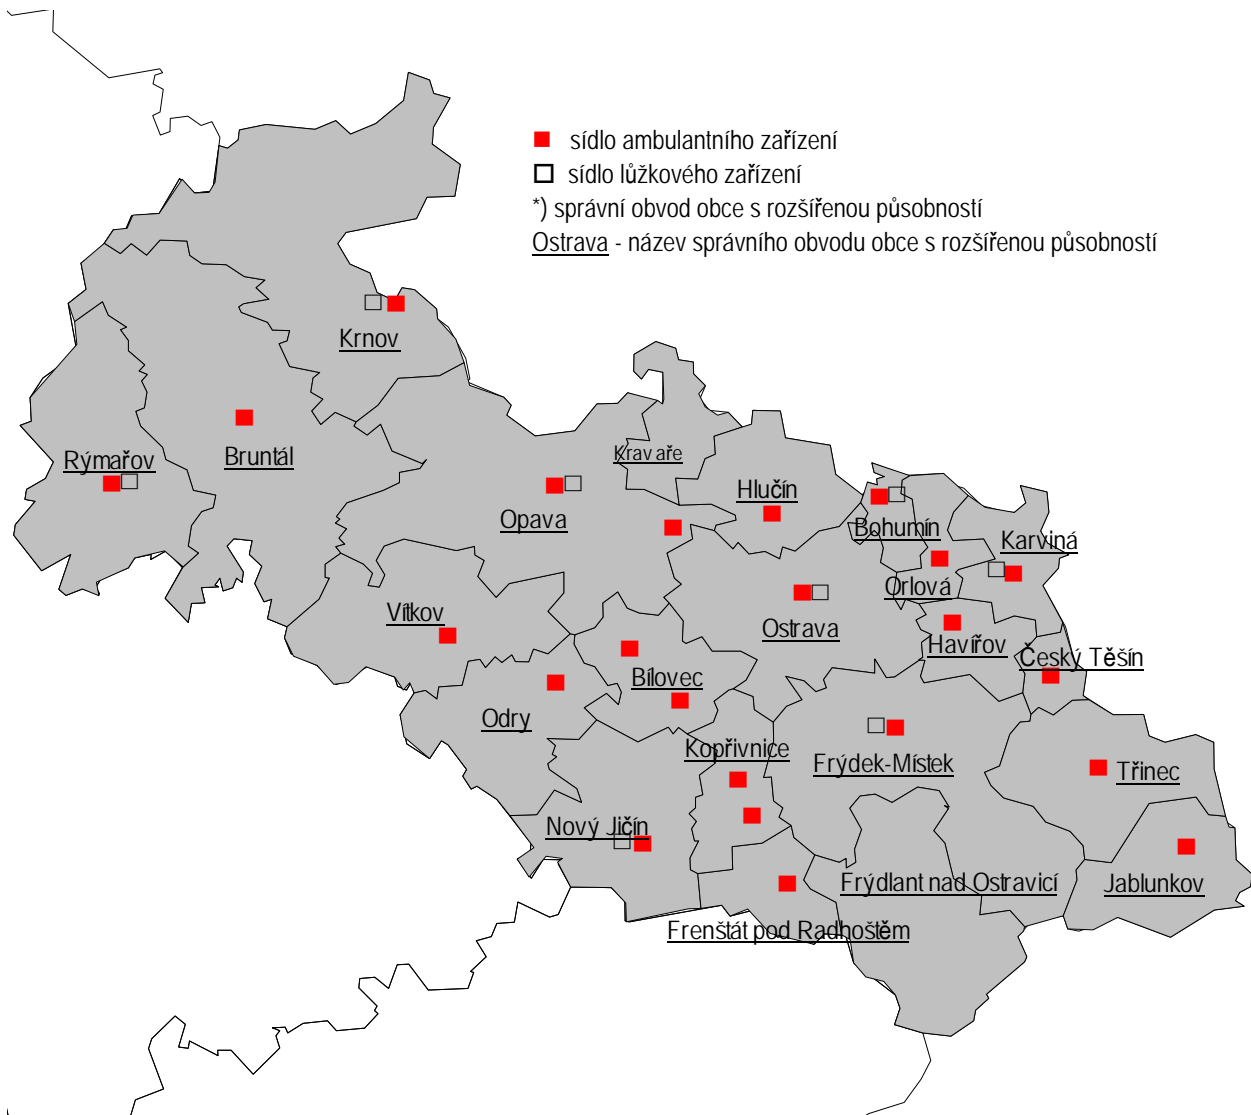 sídlo ambulantního zařízení
sídlo lůžkového zařízení
*) správní obvod obce s rozšířenou působností
Ostrava - název správního obvodu obce s rozšířenou působností
Krnov
Bruntál
Rýmařov
Kravaře
Hlučín
Opava
Bohumín
Karviná
Orlová
Vítkov
Ostrava
Havířov
Český Těšín
Bílovec
Odry
Kopřivnice
Frýdek-Místek
Třinec
Nový Jičín
Frýdlant nad Ostravicí
Jablunkov
Frenštát pod Radhoštěm